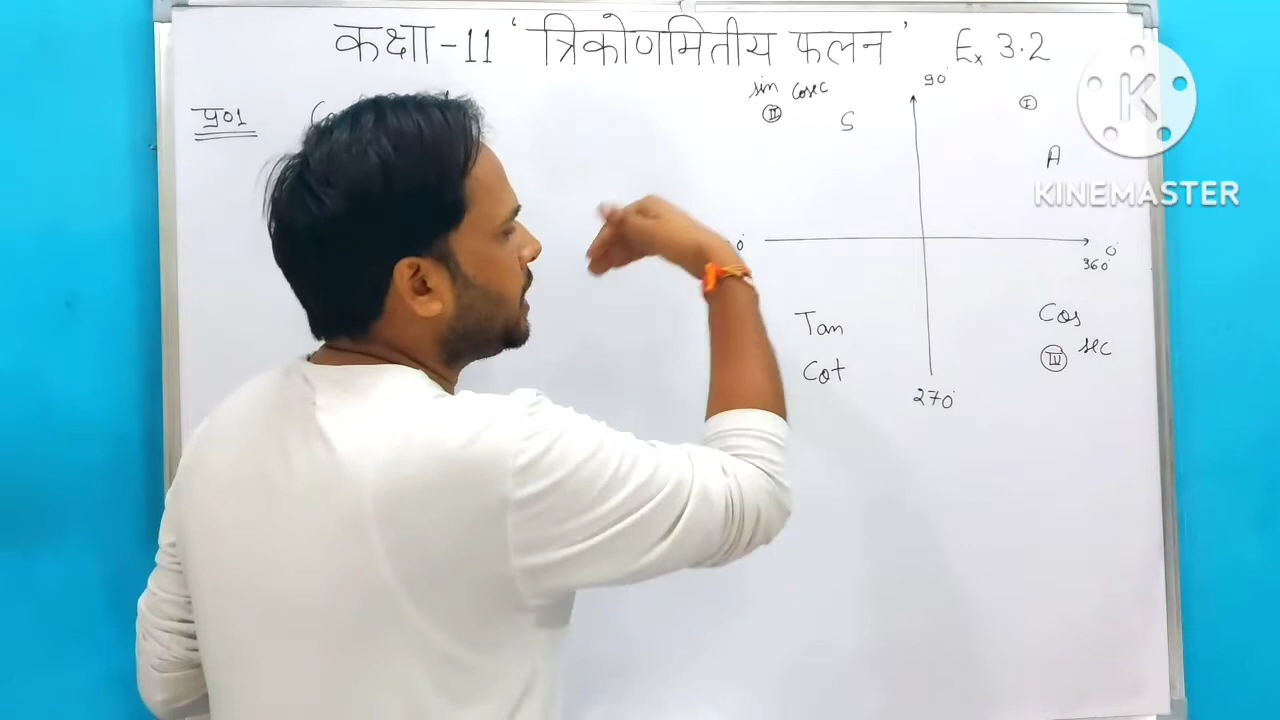 कक्षा -11 'त्रिकोणमितीय फलन' Ex 3.2
प्र01
sin cosec
II
S
90°
I
A
KINEMASTER
0°
360°
Tan
Cot
Cos
sec
IV
270°